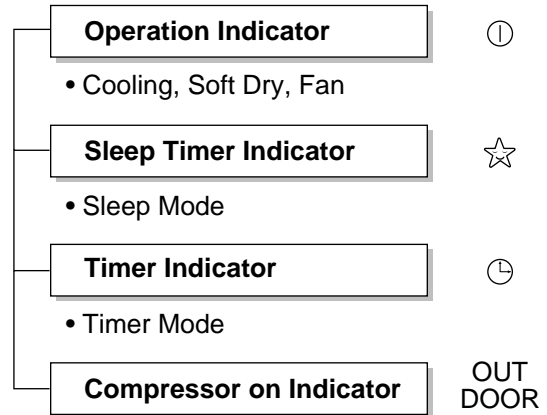 Operation Indicator
• Cooling, Soft Dry, Fan
Sleep Timer Indicator
• Sleep Mode
Timer Indicator
• Timer Mode
Compressor on Indicator
OUT
DOOR